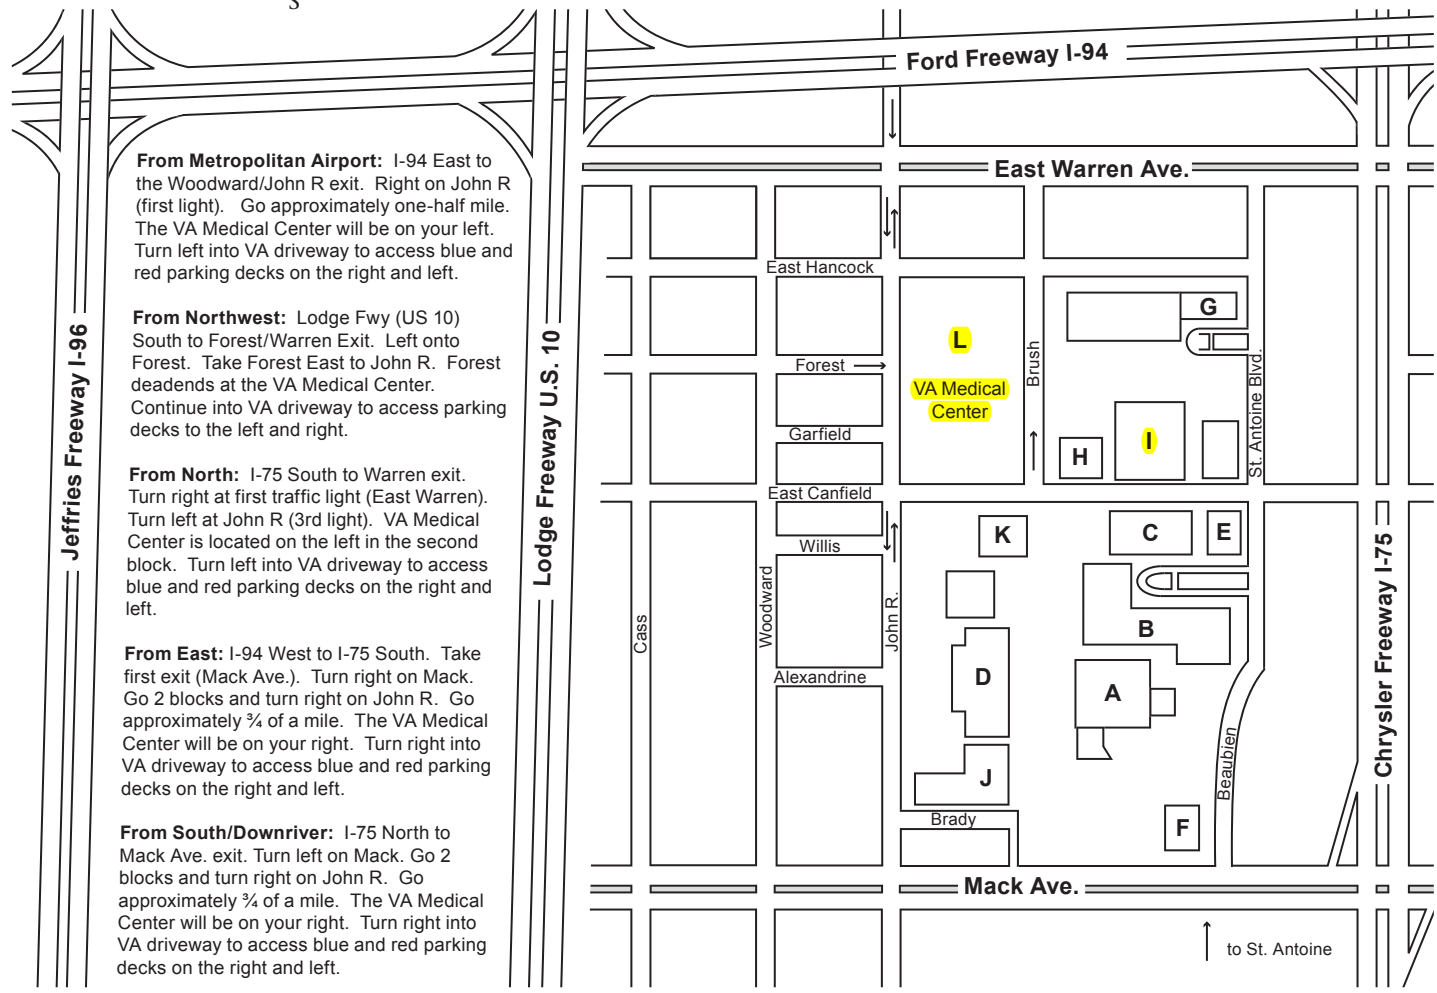 s
Ford Freeway I-94
East Warren Ave.
From Metropolitan Airport: I-94 East to
the Woodward/John R exit. Right on John R
(first light). Go approximately one-half mile.
The VA Medical Center will be on your left.
Turn left into VA driveway to access blue and
red parking decks on the right and left.
From Northwest: Lodge Fwy (US 10)
South to Forest/Warren Exit. Left onto
Forest. Take Forest East to John R. Forest
deadends at the VA Medical Center.
Continue into VA driveway to access parking
decks to the left and right.
From North: I-75 South to Warren exit.
Turn right at first traffic light (East Warren).
Turn left at John R (3rd light). VA Medical
Center is located on the left in the second
block. Turn left into VA driveway to access
blue and red parking decks on the right and
left.
From East: I-94 West to I-75 South. Take
first exit (Mack Ave.). Turn right on Mack.
Go 2 blocks and turn right on John R. Go
approximately ¾ of a mile. The VA Medical
Center will be on your right. Turn right into
VA driveway to access blue and red parking
decks on the right and left.
From South/Downriver: I-75 North to
Mack Ave. exit. Turn left on Mack. Go 2
blocks and turn right on John R. Go
approximately ¾ of a mile. The VA Medical
Center will be on your right. Turn right into
VA driveway to access blue and red parking
decks on the right and left.
Jeffries Freeway I-96
Lodge Freeway U.S. 10
East Hancock
G
L
Forest
Brush
St. Antoine Blvd.
VA Medical
Center
Garfield
H
I
East Canfield
K
C
E
Willis
Cass
Woodward
John R.
B
Alexandrine
D
A
Chrysler Freeway I-75
Beaubien
J
Brady
F
Mack Ave.
to St. Antoine